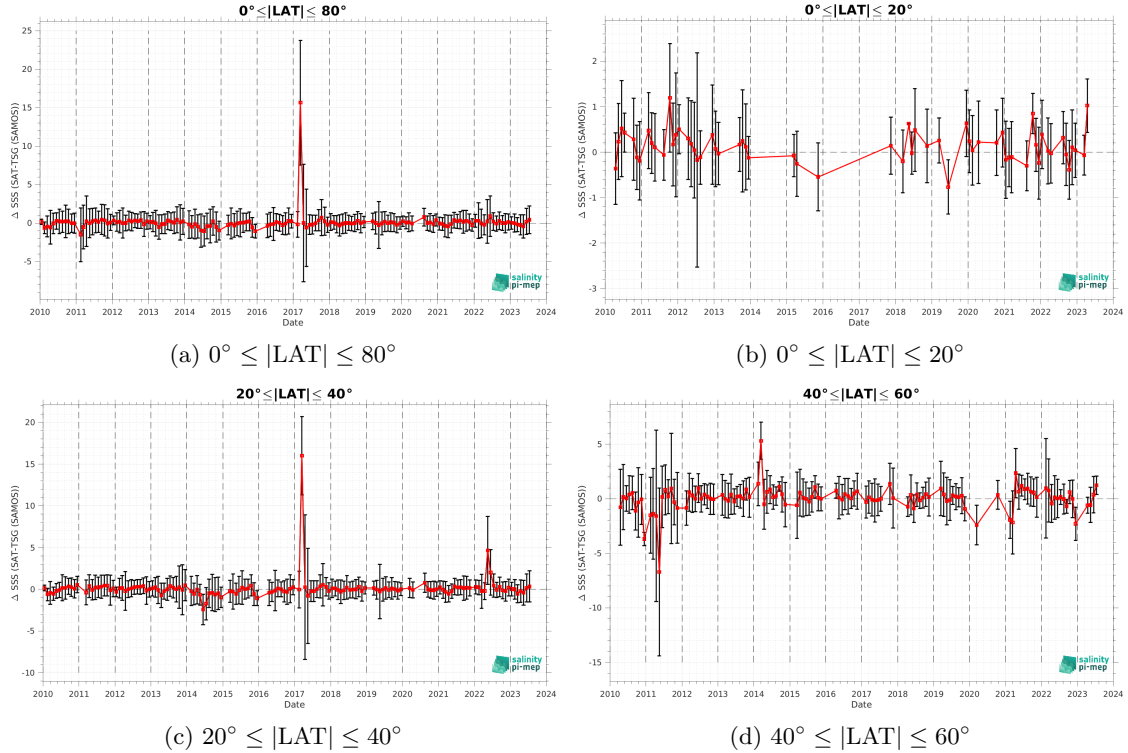 0°≤|LAT|≤ 80°
Δ SSS (SAT-TSG (SAMOS))
25
20
15
10
5
0
-5
2010 2011 2012 2013 2014 2015 2016 2017 2018 2019 2020 2021 2022 2023 2024
Date
salinity
pi-mep
(a) 0° ≤ |LAT| ≤ 80°
0°≤|LAT|≤ 20°
Δ SSS (SAT-TSG (SAMOS))
2
1
0
-1
-2
-3
2010 2011 2012 2013 2014 2015 2016 2017 2018 2019 2020 2021 2022 2023 2024
Date
salinity
pi-mep
(b) 0° ≤ |LAT| ≤ 20°
20°≤|LAT|≤ 40°
Δ SSS (SAT-TSG (SAMOS))
20
15
10
5
0
-5
-10
2010 2011 2012 2013 2014 2015 2016 2017 2018 2019 2020 2021 2022 2023 2024
Date
salinity
pi-mep
(c) 20° ≤ |LAT| ≤ 40°
40°≤|LAT|≤ 60°
Δ SSS (SAT-TSG (SAMOS))
5
0
-5
-10
-15
2010 2011 2012 2013 2014 2015 2016 2017 2018 2019 2020 2021 2022 2023 2024
Date
salinity
pi-mep
(d) 40° ≤ |LAT| ≤ 60°